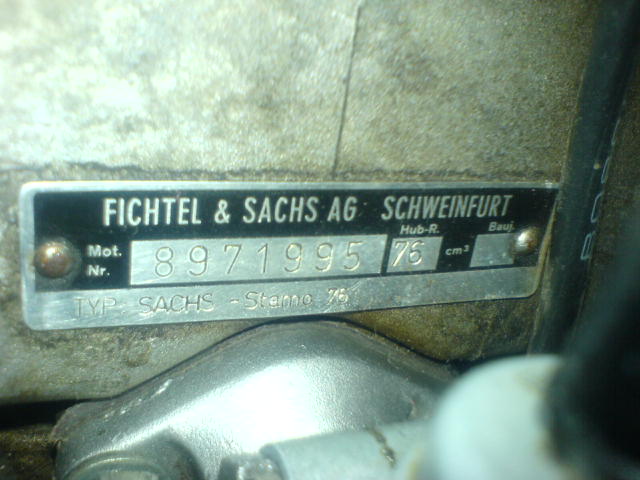 FICHTEL & SACHS AG SCHWEINFURT
Mot. Nr. 8971995 Hub-R. 76 cm³ Bauj.
TYP SACHS - Stamo 76